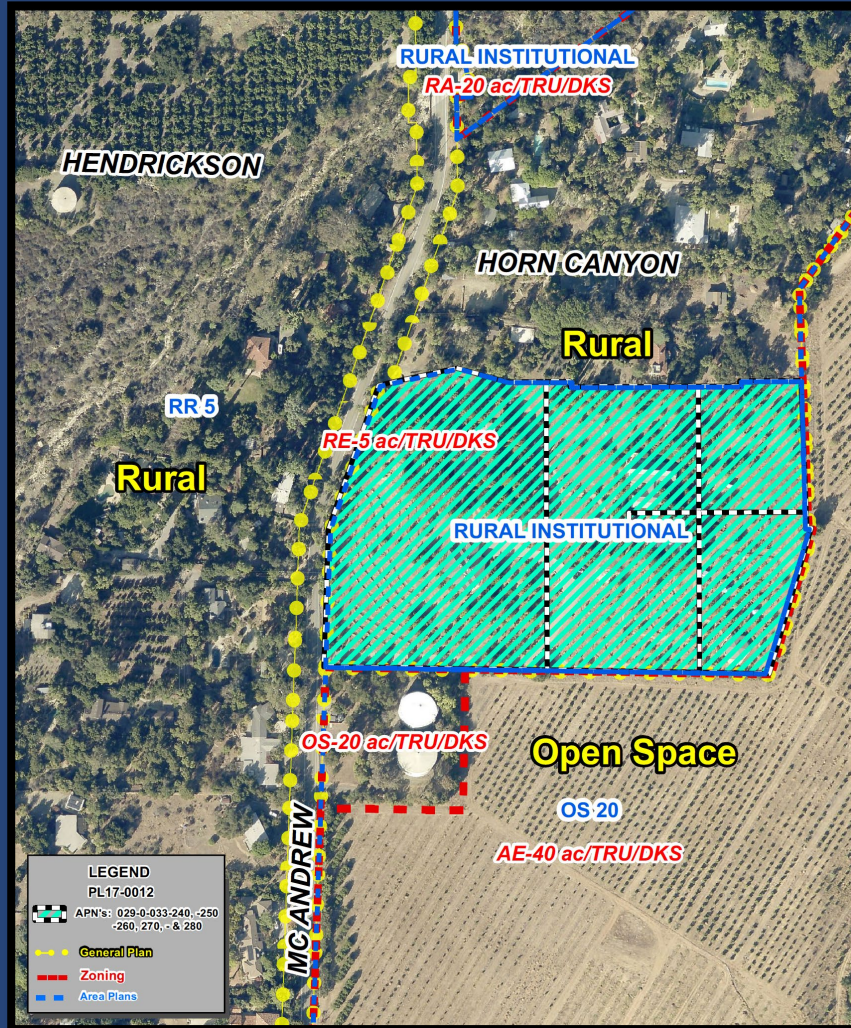 RURAL INSTITUTIONAL
RA-20 ac/TRU/DKS
HENDRICKSON
HORN CANYON
Rural
RR 5
RE-5 ac/TRU/DKS
Rural
RURAL INSTITUTIONAL
OS-20 ac/TRU/DKS
Open Space
OS 20
AE-40 ac/TRU/DKS
MC ANDREW
LEGEND
PL17-0012
APN's: 029-0-033-240, -250
-260, 270, - & 280
General Plan
Zoning
Area Plans